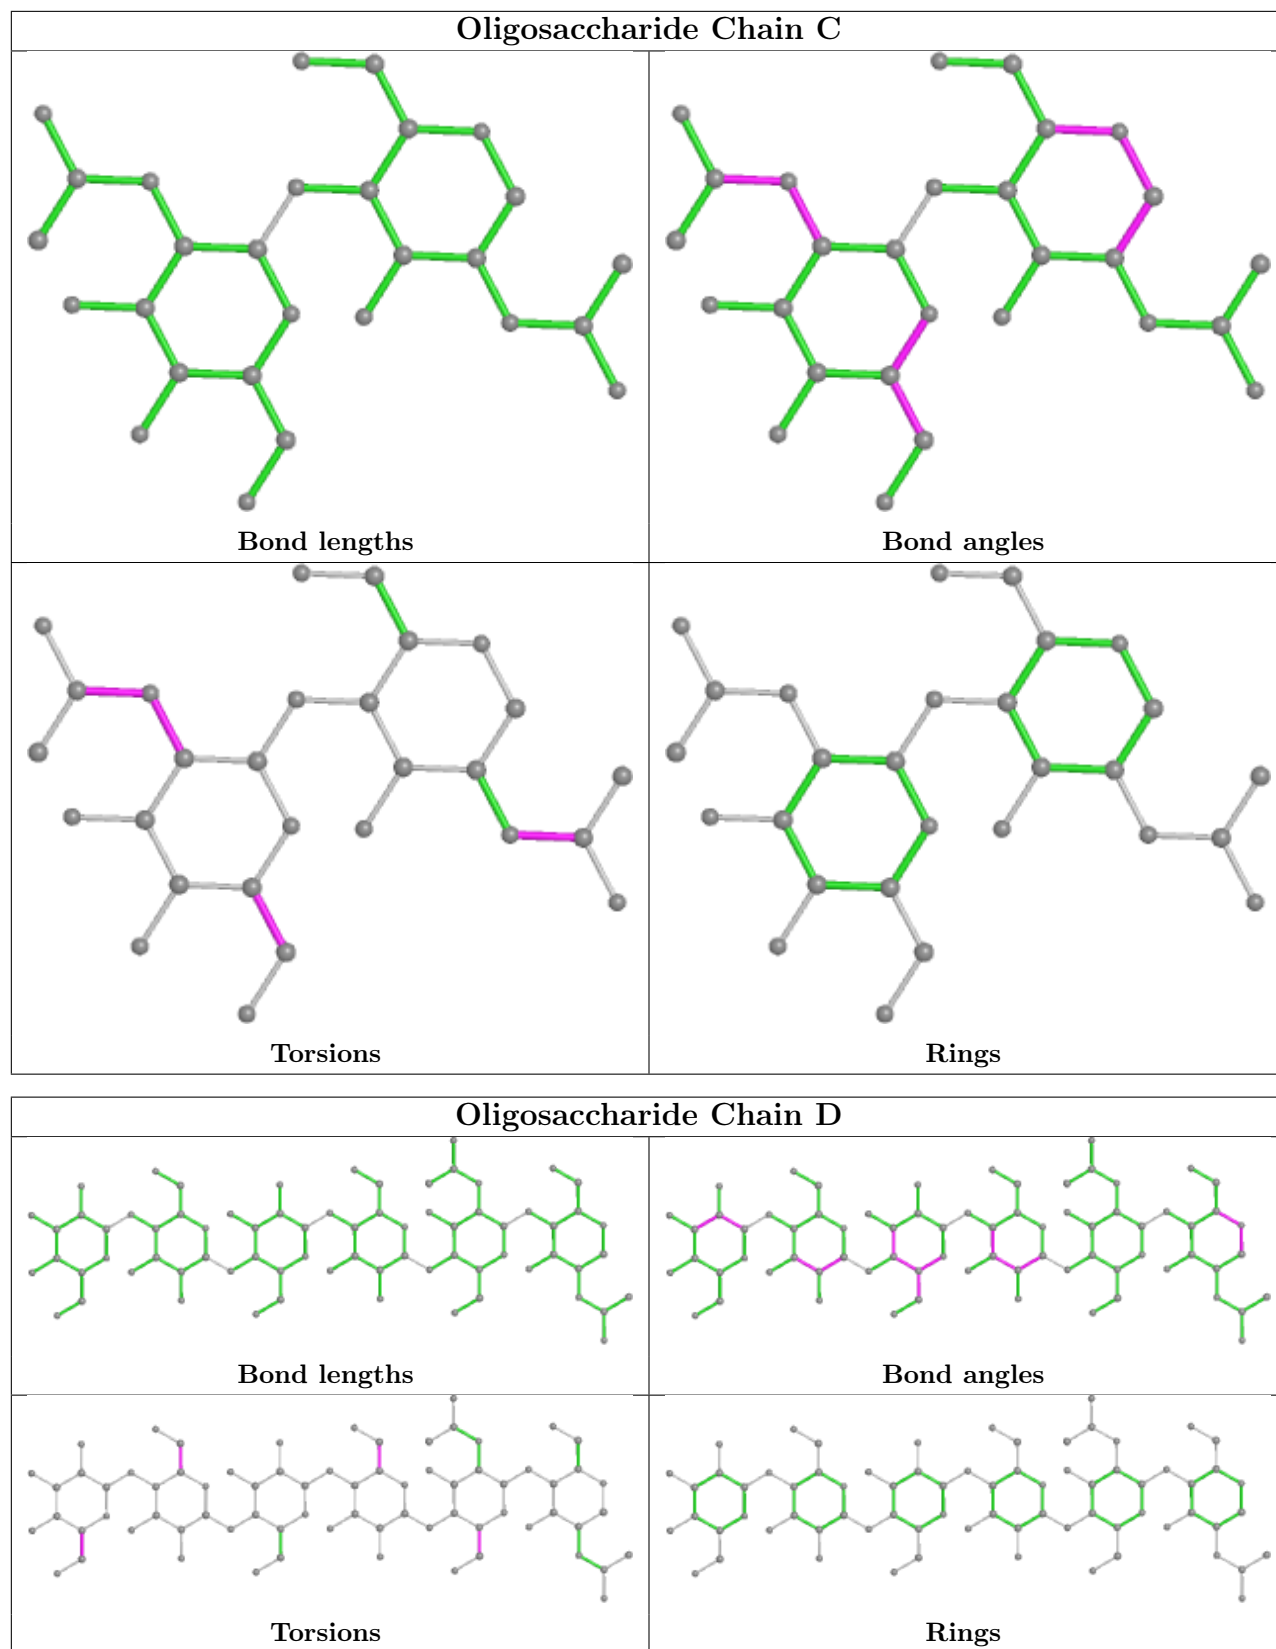 Oligosaccharide Chain C
Bond lengths
Bond angles
Torsions
Rings
Oligosaccharide Chain D
Bond lengths
Bond angles
Torsions
Rings